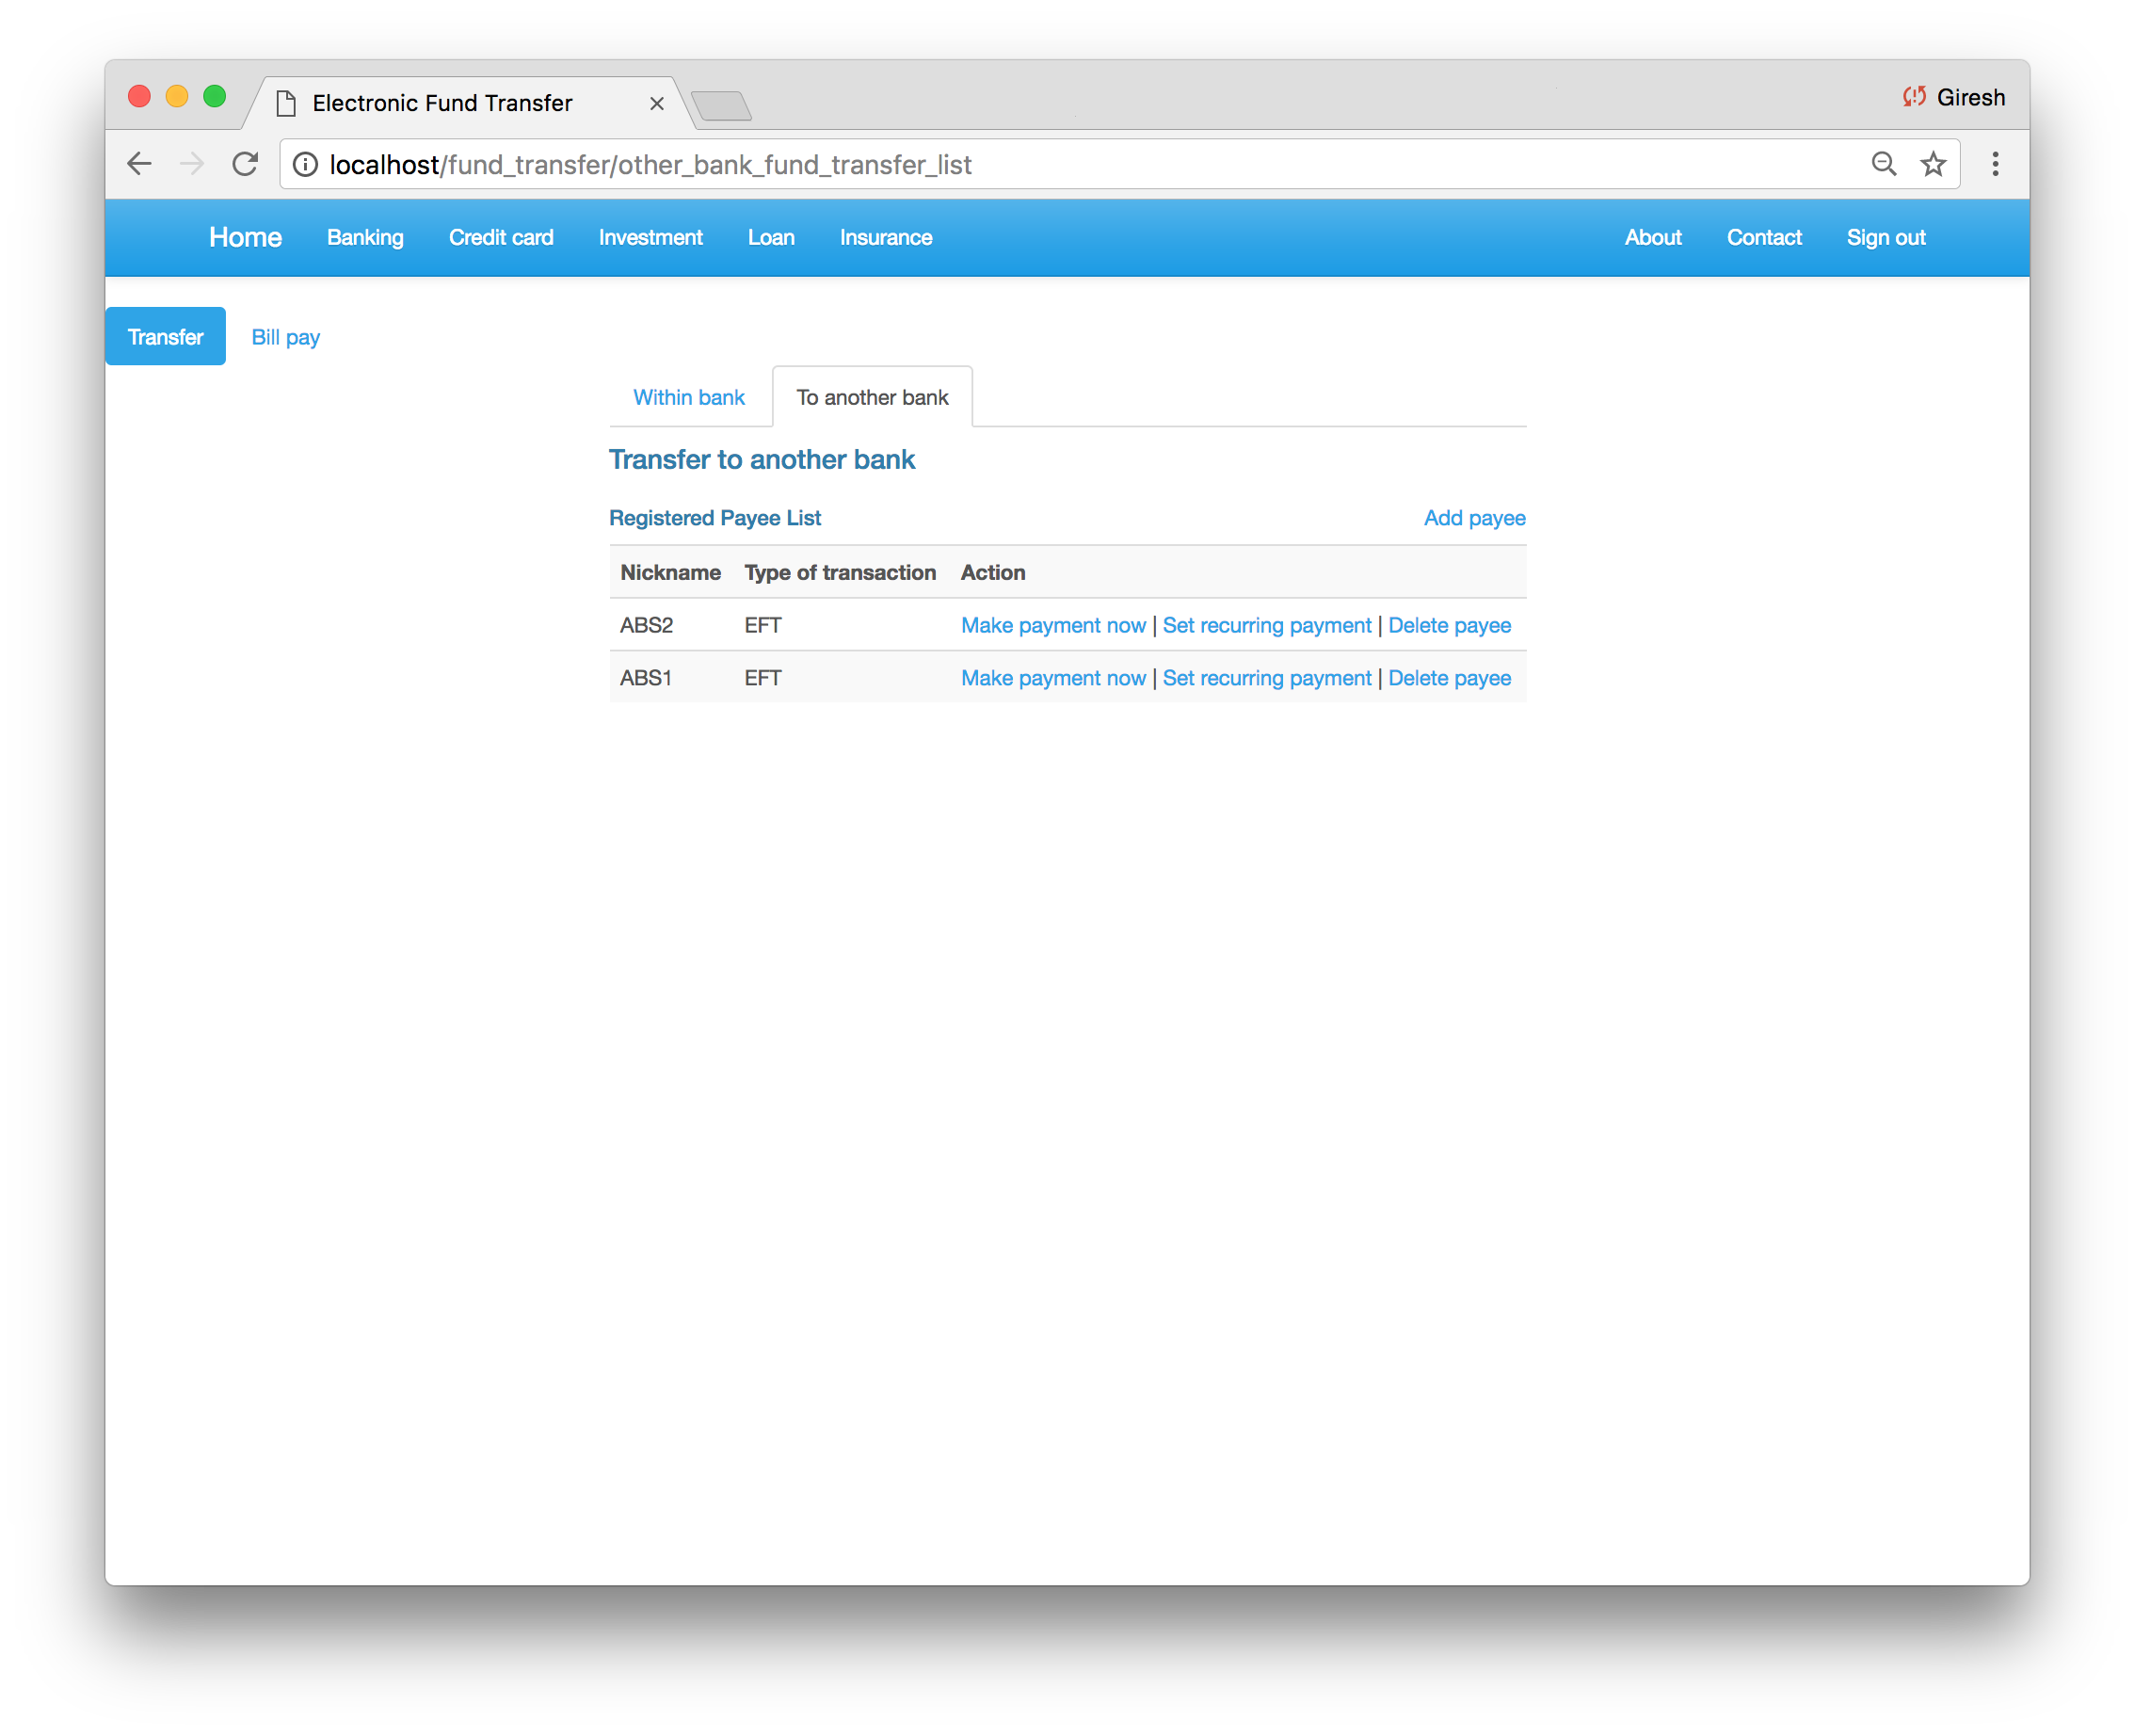 Electronic Fund Transfer
Giresh
localhost/fund_transfer/other_bank_fund_transfer_list
Home Banking Credit card Investment Loan Insurance About Contact Sign out
Transfer Bill pay
Within bank To another bank
Transfer to another bank
Registered Payee List Add payee
Nickname Type of transaction Action
ABS2 EFT Make payment now | Set recurring payment | Delete payee
ABS1 EFT Make payment now | Set recurring payment | Delete payee